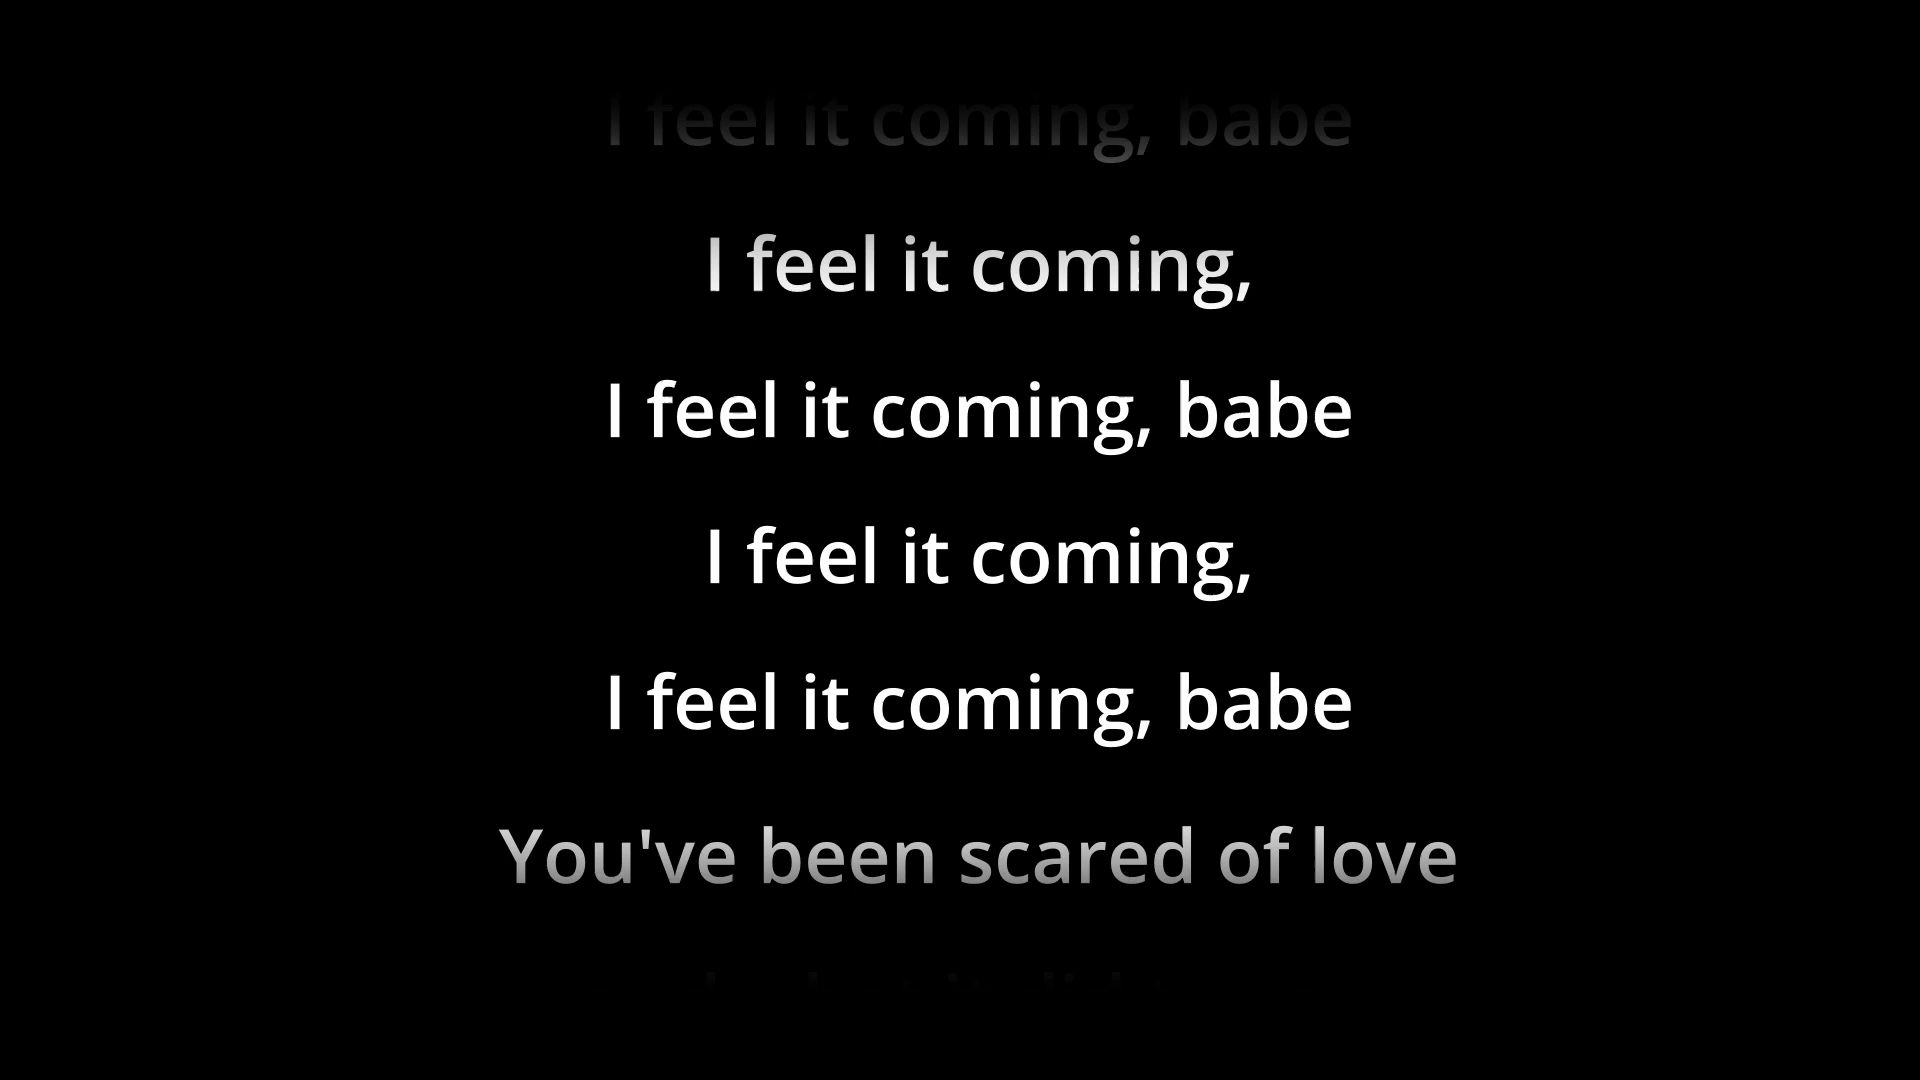 I feel it coming, babe
I feel it coming,
I feel it coming, babe
I feel it coming,
I feel it coming, babe
You've been scared of love